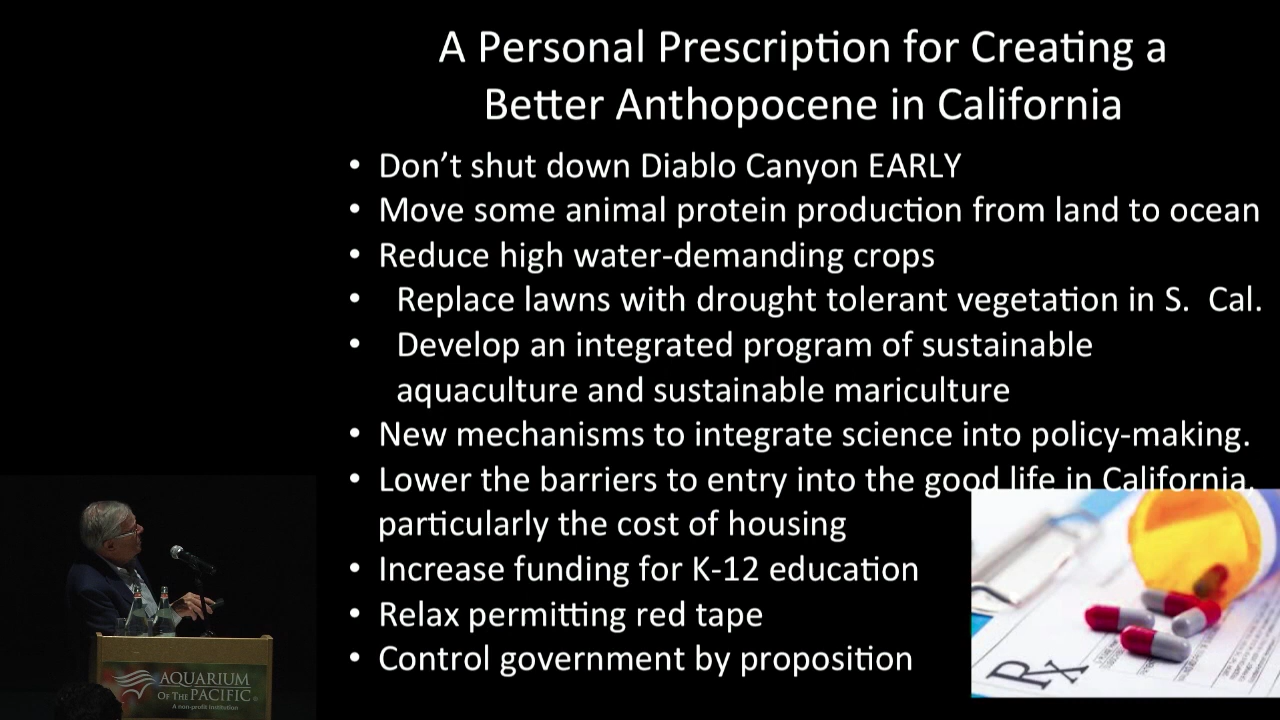 A Personal Prescription for Creating a
Better Anthopocene in California
• Don’t shut down Diablo Canyon EARLY
• Move some animal protein production from land to ocean
• Reduce high water-demanding crops
• Replace lawns with drought tolerant vegetation in S. Cal.
• Develop an integrated program of sustainable
aquaculture and sustainable mariculture
• New mechanisms to integrate science into policy-making.
• Lower the barriers to entry into the good life in California,
particularly the cost of housing
• Increase funding for K-12 education
• Relax permitting red tape
• Control government by proposition
Rx
AQUARIUM
OF THE PACIFIC
A non-profit Institution